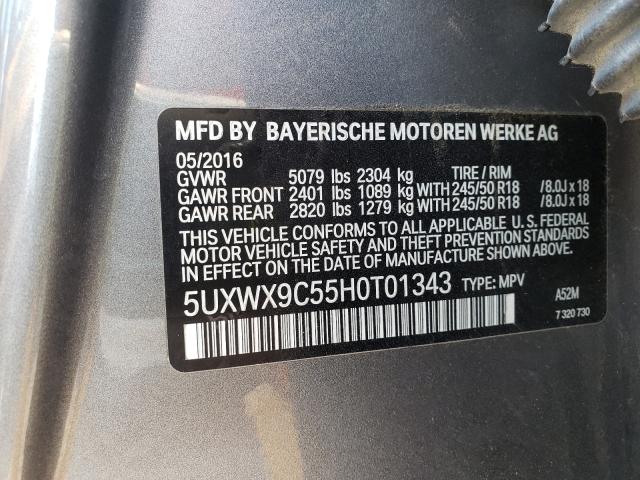 MFD BY BAYERISCHE MOTOREN WERKE AG
05/2016
GVWR 5079 lbs 2304 kg TIRE / RIM
GAWR FRONT 2401 lbs 1089 kg WITH 245/50 R18 /8.0J x 18
GAWR REAR 2820 lbs 1279 kg WITH 245/50 R18 /8.0J x 18
THIS VEHICLE CONFORMS TO ALL APPLICABLE U. S. FEDERAL
MOTOR VEHICLE SAFETY AND THEFT PREVENTION STANDARDS
IN EFFECT ON THE DATE OF MANUFACTURE SHOWN ABOVE.
5UXWX9C55H0T01343 TYPE: MPV A52M
7 320 730